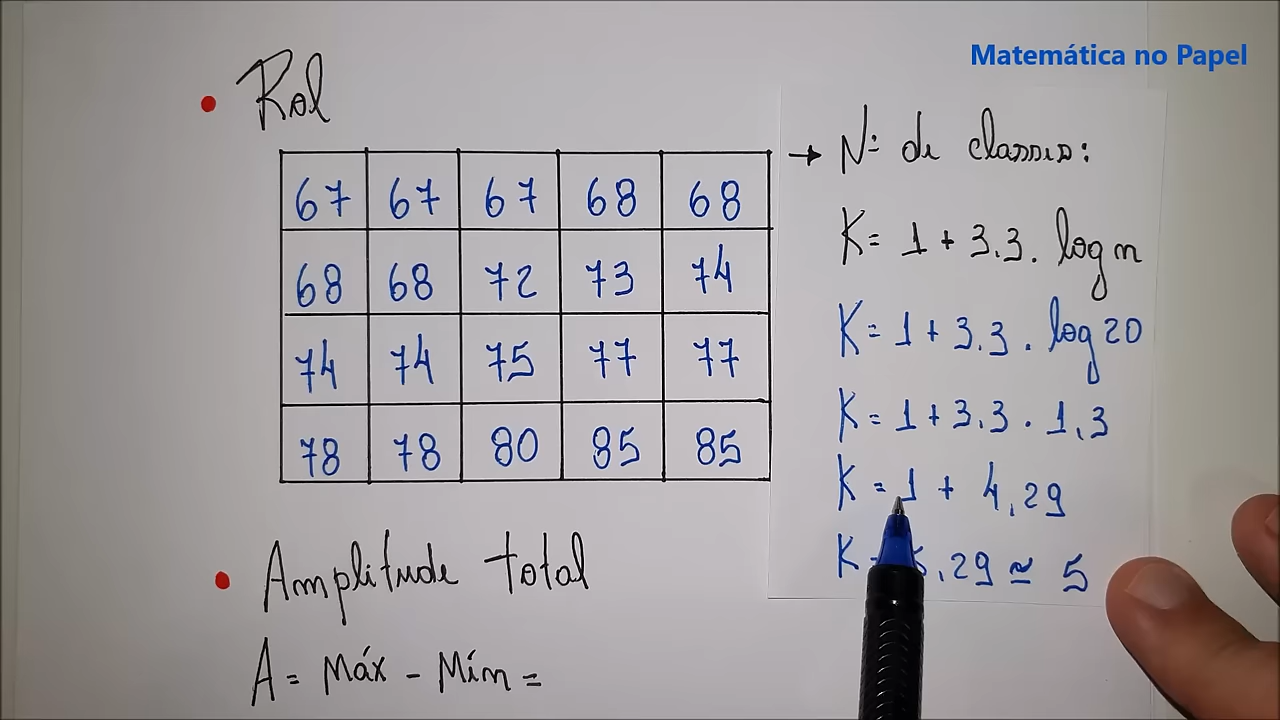 Matemática no Papel
• Rol
67 67 67 68 68
68 68 72 73 74
74 74 75 77 77
78 78 80 85 85
→ Nº de classes:
K = 1 + 3.3 . log n
K = 1 + 3.3 . log 20
K = 1 + 3.3 . 1,3
K = 1 + 4,29
K = 5,29 ≅ 5
• Amplitude total
A = Máx - Mín =